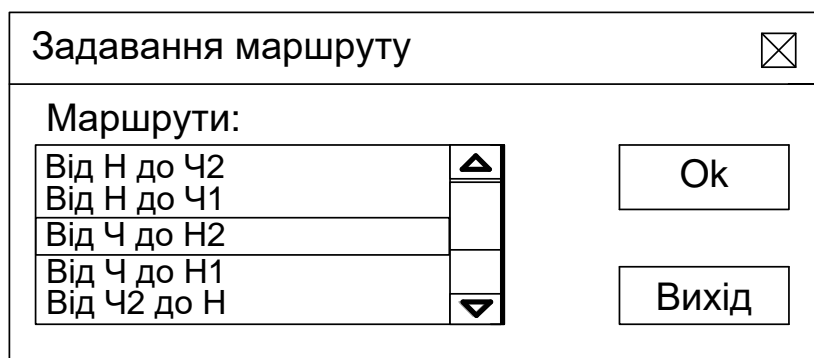 Задавання маршруту
Маршрути:
Від Н до Ч2
Від Н до Ч1
Від Ч до Н2
Від Ч до Н1
Від Ч2 до Н
Ok
Вихід